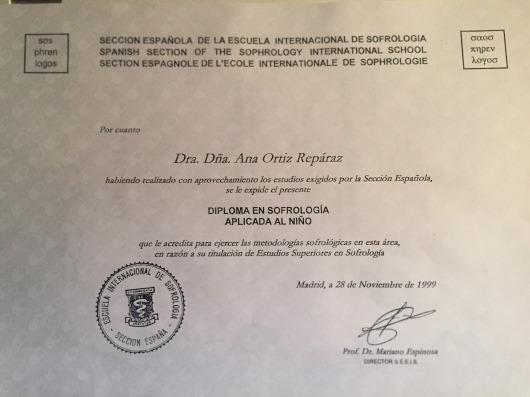 sos
phren
logos
SECCION ESPAÑOLA DE LA ESCUELA INTERNACIONAL DE SOFROLOGIA
SPANISH SECTION OF THE SOPHROLOGY INTERNATIONAL SCHOOL
SECTION ESPAGNOLE DE L'ECOLE INTERNATIONALE DE SOPHROLOGIE
σαοσ
πηρεν
λογοσ
Por cuanto
Dra. Dña. Ana Ortiz Repáraz
habiendo realizado con aprovechamiento los estudios exigidos por la Sección Española,
se le expide el presente
DIPLOMA EN SOFROLOGÍA
APLICADA AL NIÑO
que le acredita para ejercer las metodologías sofrológicas en esta área,
en razón a su titulación de Estudios Superiores en Sofrología
ESCUELA INTERNACIONAL DE SOFROLOGIA
- SECCION ESPAÑA -
Madrid, a 28 de Noviembre de 1999
Prof. Dr. Mariano Espinosa
DIRECTOR S.E.E.I.S.